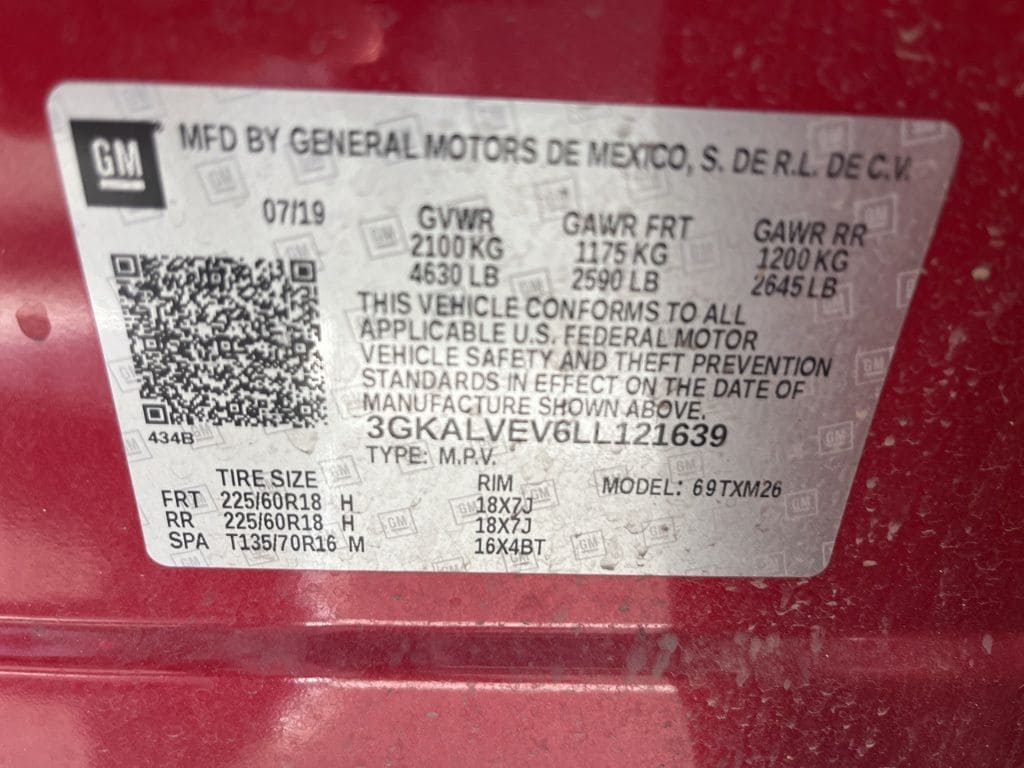 GM MFD BY GENERAL MOTORS DE MEXICO, S. DE R.L. DE C.V.
07/19 GVWR GAWR FRT GAWR RR
2100 KG 1175 KG 1200 KG
4630 LB 2590 LB 2645 LB
THIS VEHICLE CONFORMS TO ALL
APPLICABLE U.S. FEDERAL MOTOR
VEHICLE SAFETY AND THEFT PREVENTION
STANDARDS IN EFFECT ON THE DATE OF
MANUFACTURE SHOWN ABOVE.
434B 3GKALVEV6LL121639
TYPE: M.P.V.
TIRE SIZE RIM MODEL: 69TXM26
FRT 225/60R18 H 18X7J
RR 225/60R18 H 18X7J
SPA T135/70R16 M 16X4BT